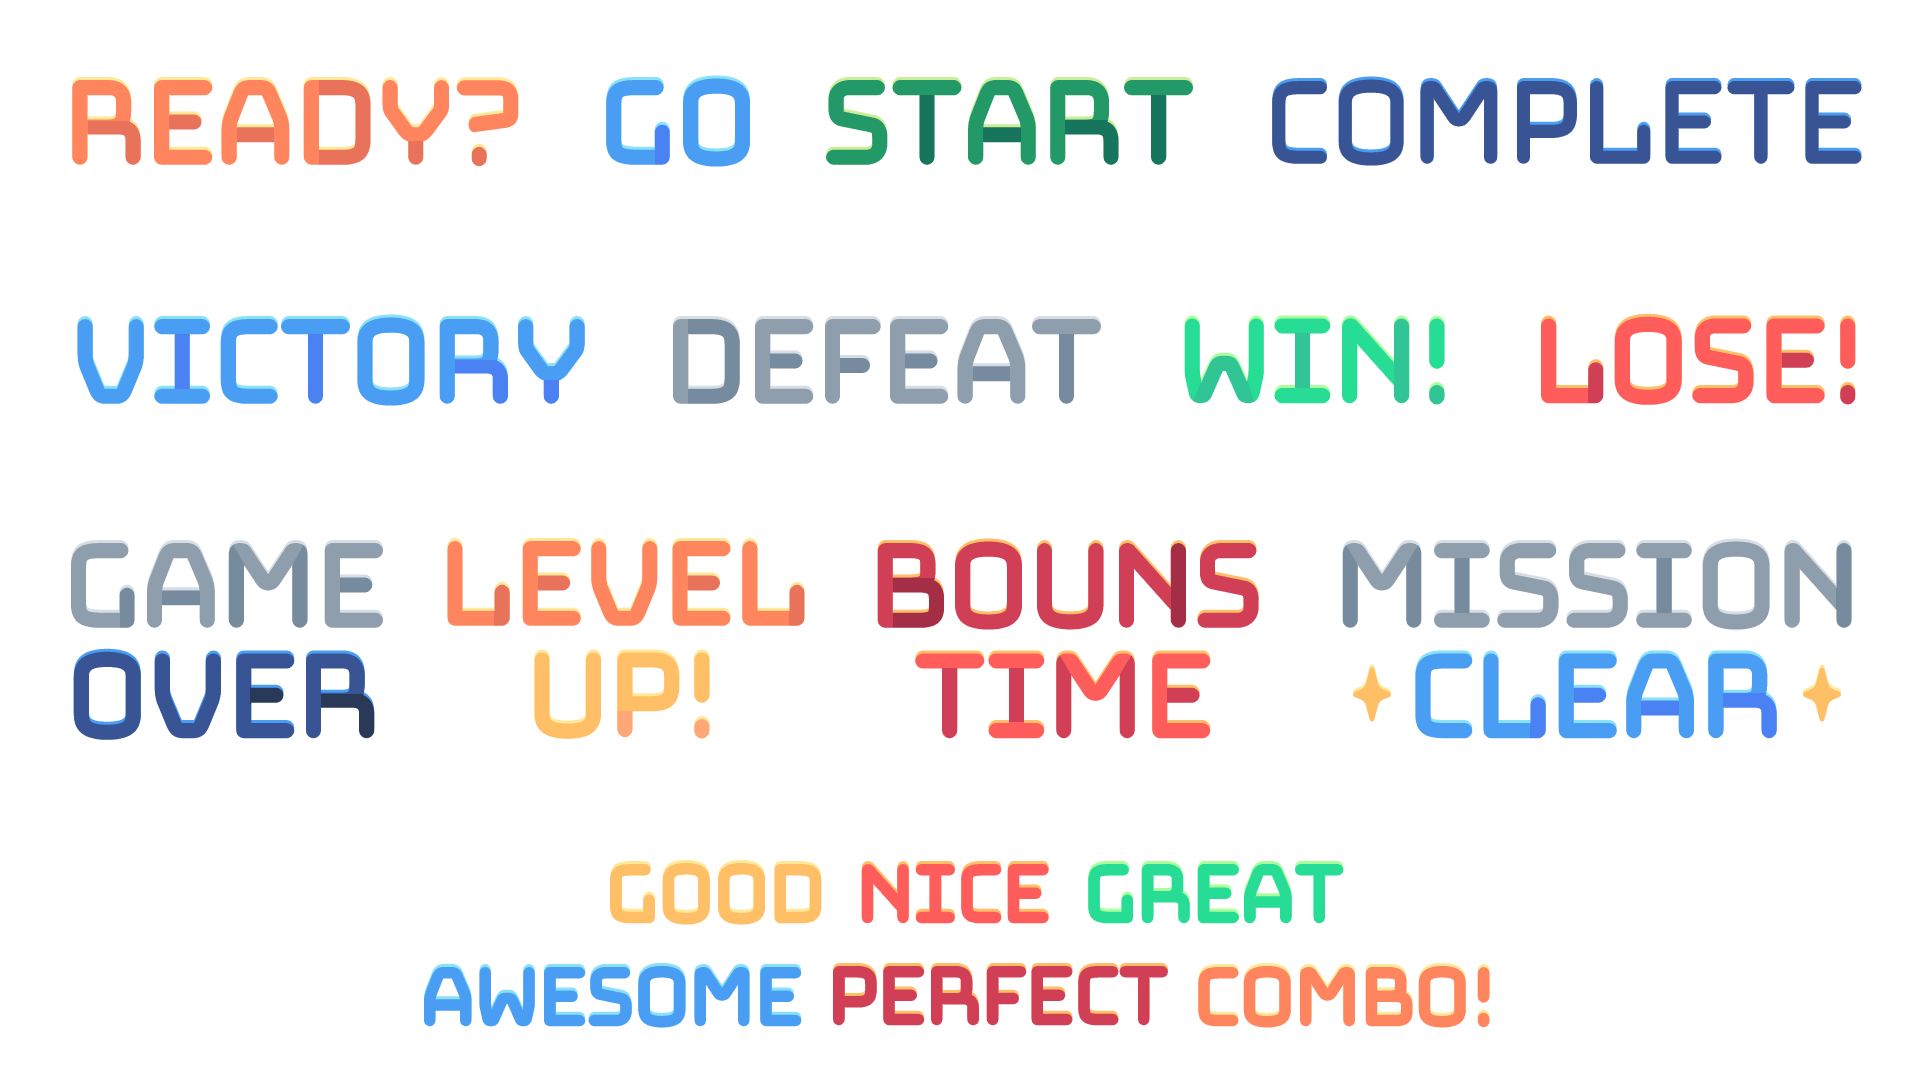 READY? GO START COMPLETE
VICTORY DEFEAT WIN! LOSE!
GAME OVER
LEVEL UP!
BOUNS TIME
MISSION CLEAR
GOOD NICE GREAT
AWESOME PERFECT COMBO!